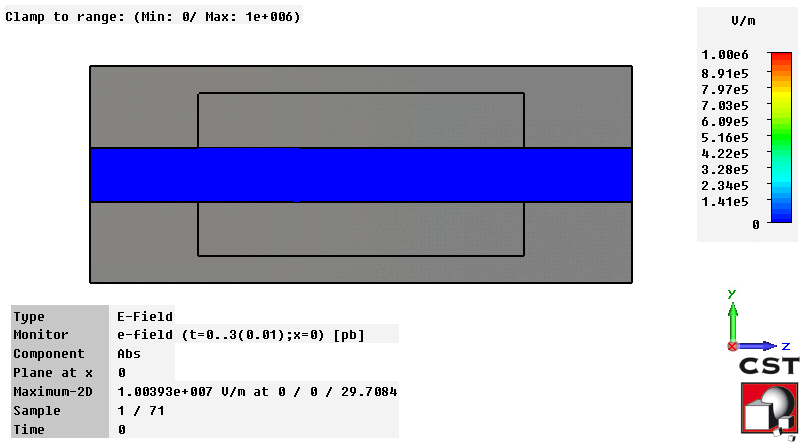 Clamp to range: (Min: 0/ Max: 1e+006)
V/m
1.00e6
8.91e5
7.97e5
7.03e5
6.09e5
5.16e5
4.22e5
3.28e5
2.34e5
1.41e5
0
Type E-Field
Monitor e-field (t=0..3(0.01);x=0) [pb]
Component Abs
Plane at x 0
Maximum-2D 1.00393e+007 V/m at 0 / 0 / 29.7084
Sample 1 / 71
Time 0
y
z
CST